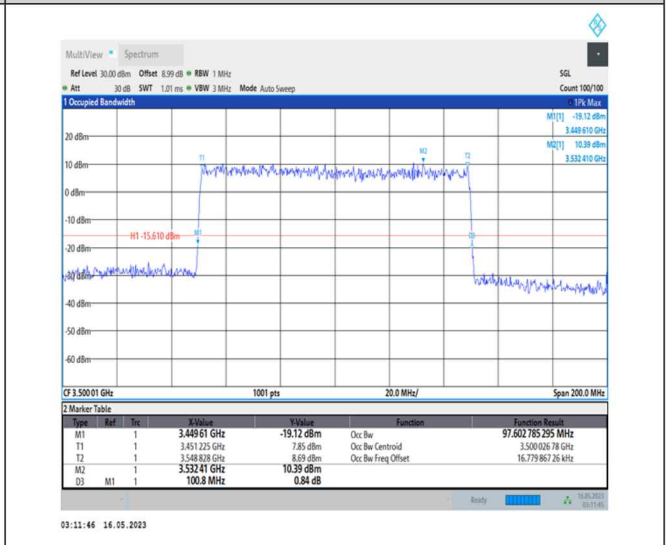 MultiView Spectrum
Ref Level 30.00 dBm Offset 8.99 dB RBW 1 MHz SGL
Att 30 dB SWT 1.01 ms VBW 3 MHz Mode Auto Sweep Count 100/100
1 Occupied Bandwidth 1Pk Max
M1[1] -19.12 dBm
3.449 610 GHz
M2[1] 10.39 dBm
3.532 410 GHz
20 dBm
T1 M2 T2
10 dBm
0 dBm
-10 dBm
H1 -15.610 dBm M1 D3
-20 dBm
-30 dBm
-40 dBm
-50 dBm
-60 dBm
CF 3.50001 GHz 1001 pts 20.0 MHz/ Span 200.0 MHz
2 Marker Table
Type Ref Trc X-Value Y-Value Function Function Result
M1 1 3.449 61 GHz -19.12 dBm Occ Bw 97.602 785 295 MHz
T1 1 3.451 225 GHz 7.85 dBm Occ Bw Centroid 3.500 026 78 GHz
T2 1 3.548 828 GHz 8.69 dBm Occ Bw Freq Offset 16.779 867 26 kHz
M2 1 3.532 41 GHz 10.39 dBm
D3 M1 1 100.8 MHz 0.84 dB
Ready 16.05.2023
03:11:45
03:11:46 16.05.2023